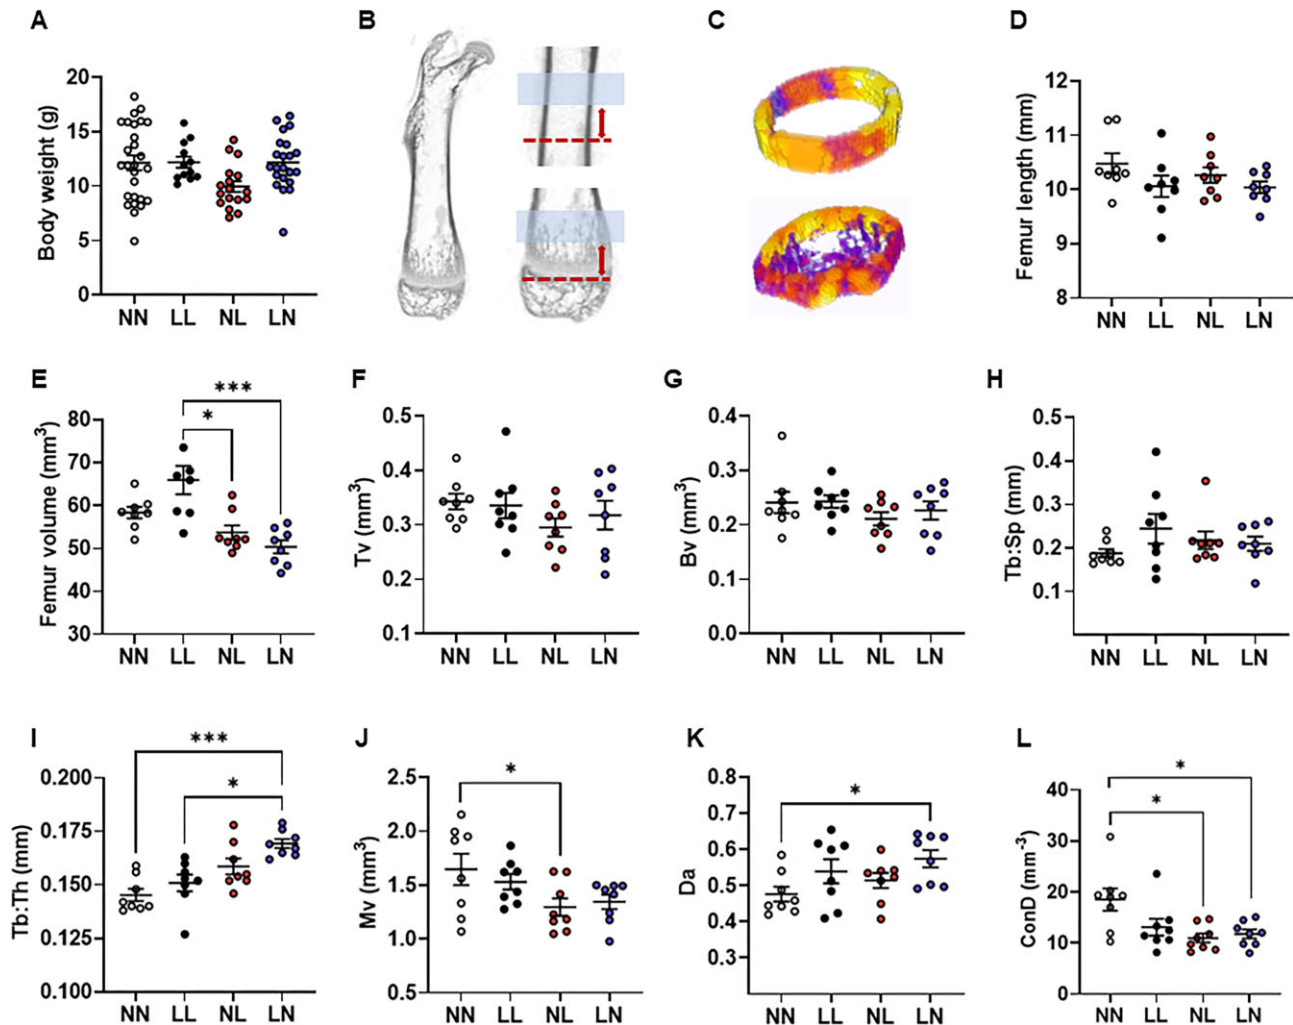 A
Body weight (g)
20
15
10
5
0
NN LL NL LN
B
C
D
Femur length (mm)
12
11
10
9
8
NN LL NL LN
E
Femur volume (mm³)
80
70
60
50
40
30
***
*
NN LL NL LN
F
Tv (mm³)
0.5
0.4
0.3
0.2
0.1
NN LL NL LN
G
Bv (mm³)
0.4
0.3
0.2
0.1
0.0
NN LL NL LN
H
Tb:Sp (mm)
0.5
0.4
0.3
0.2
0.1
NN LL NL LN
I
Tb:Th (mm)
0.200
0.175
0.150
0.125
0.100
***
*
NN LL NL LN
J
Mv (mm³)
2.5
2.0
1.5
1.0
0.5
*
NN LL NL LN
K
Da
0.8
0.7
0.6
0.5
0.4
0.3
*
NN LL NL LN
L
ConD (mm⁻³)
40
30
20
10
0
*
*
NN LL NL LN